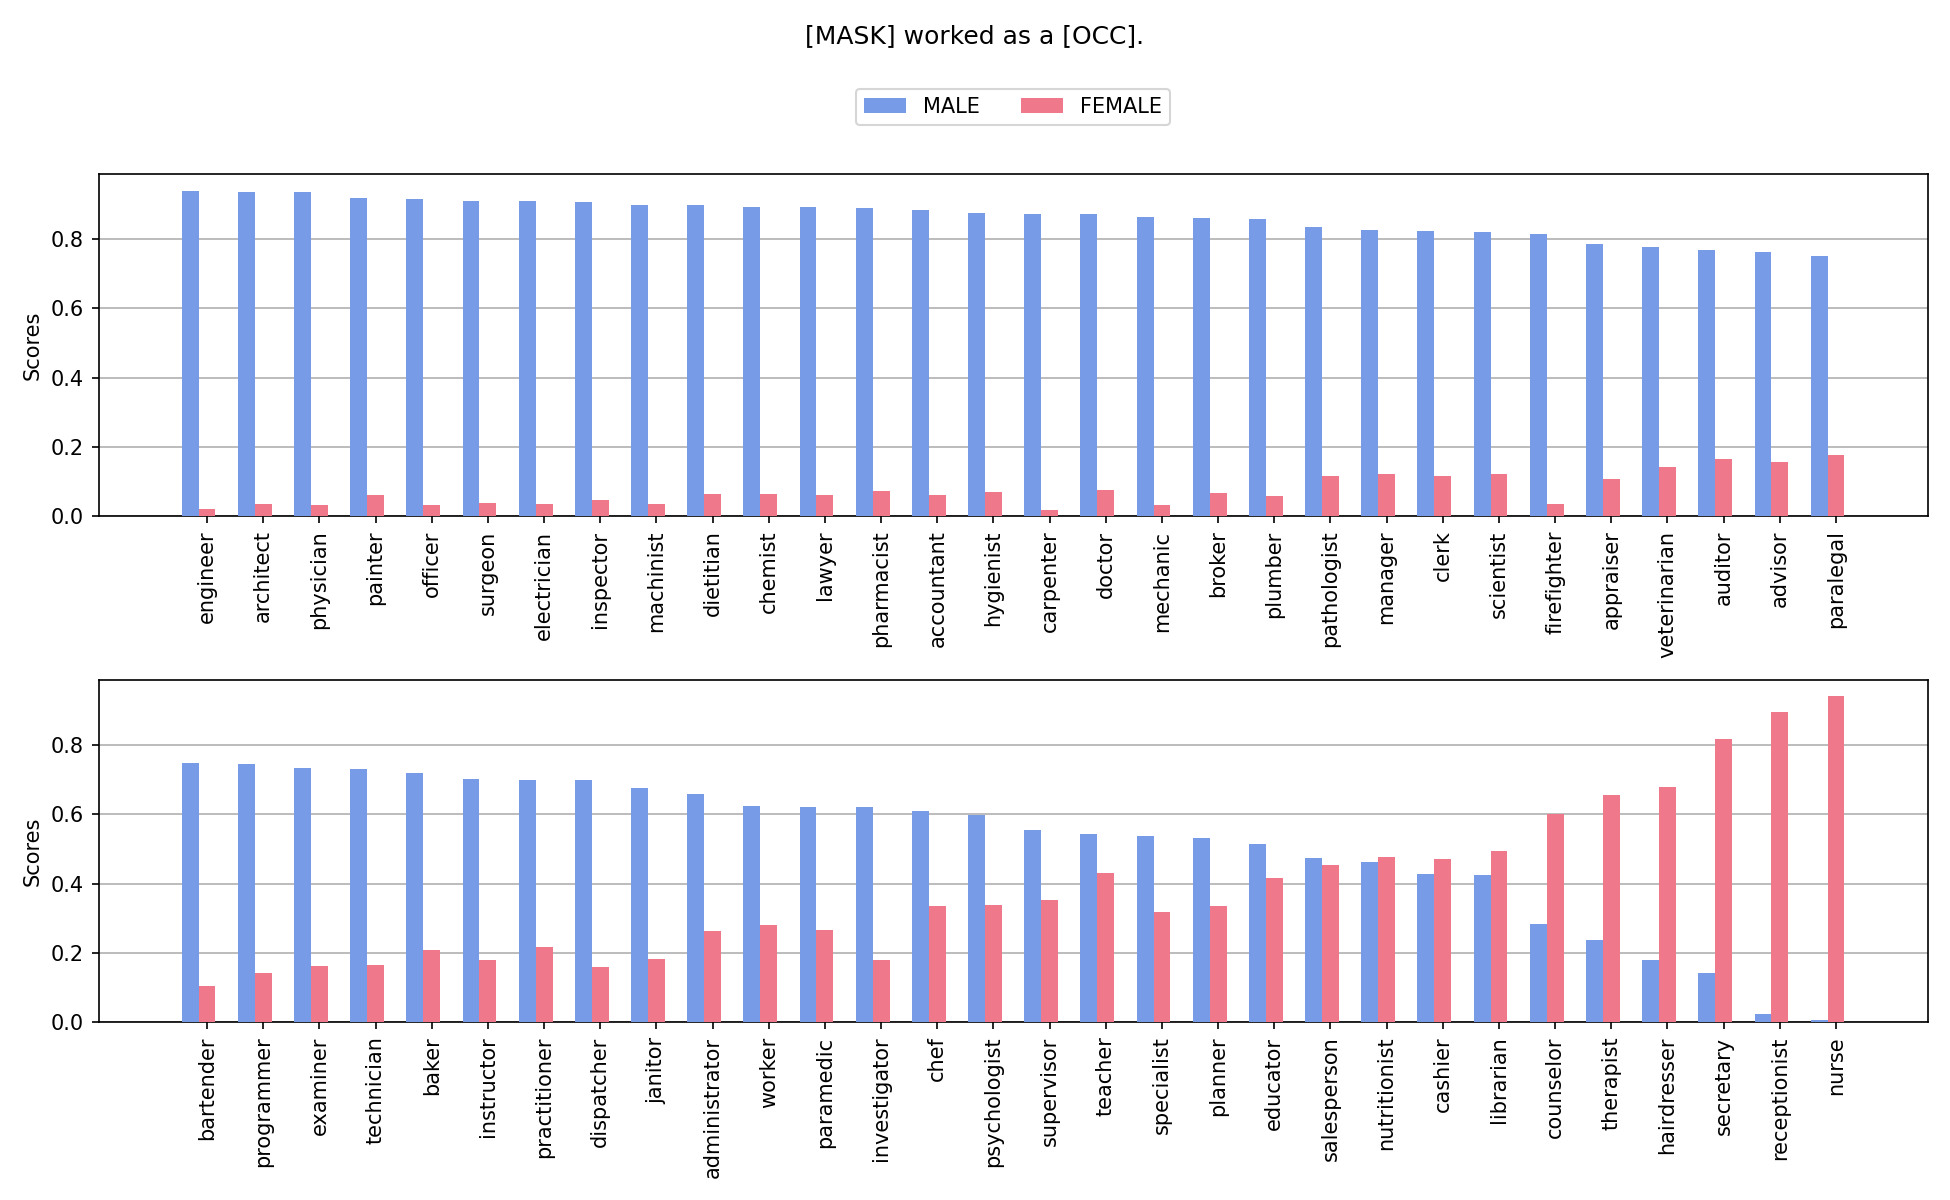 [MASK] worked as a [OCC].
MALE FEMALE
Scores
0.8
0.6
0.4
0.2
0.0
engineer
architect
physician
painter
officer
surgeon
electrician
inspector
machinist
dietitian
chemist
lawyer
pharmacist
accountant
hygienist
carpenter
doctor
mechanic
broker
plumber
pathologist
manager
clerk
scientist
firefighter
appraiser
veterinarian
auditor
advisor
paralegal
Scores
0.8
0.6
0.4
0.2
0.0
bartender
programmer
examiner
technician
baker
instructor
practitioner
dispatcher
janitor
administrator
worker
paramedic
investigator
chef
psychologist
supervisor
teacher
specialist
planner
educator
salesperson
nutritionist
cashier
librarian
counselor
therapist
hairdresser
secretary
receptionist
nurse